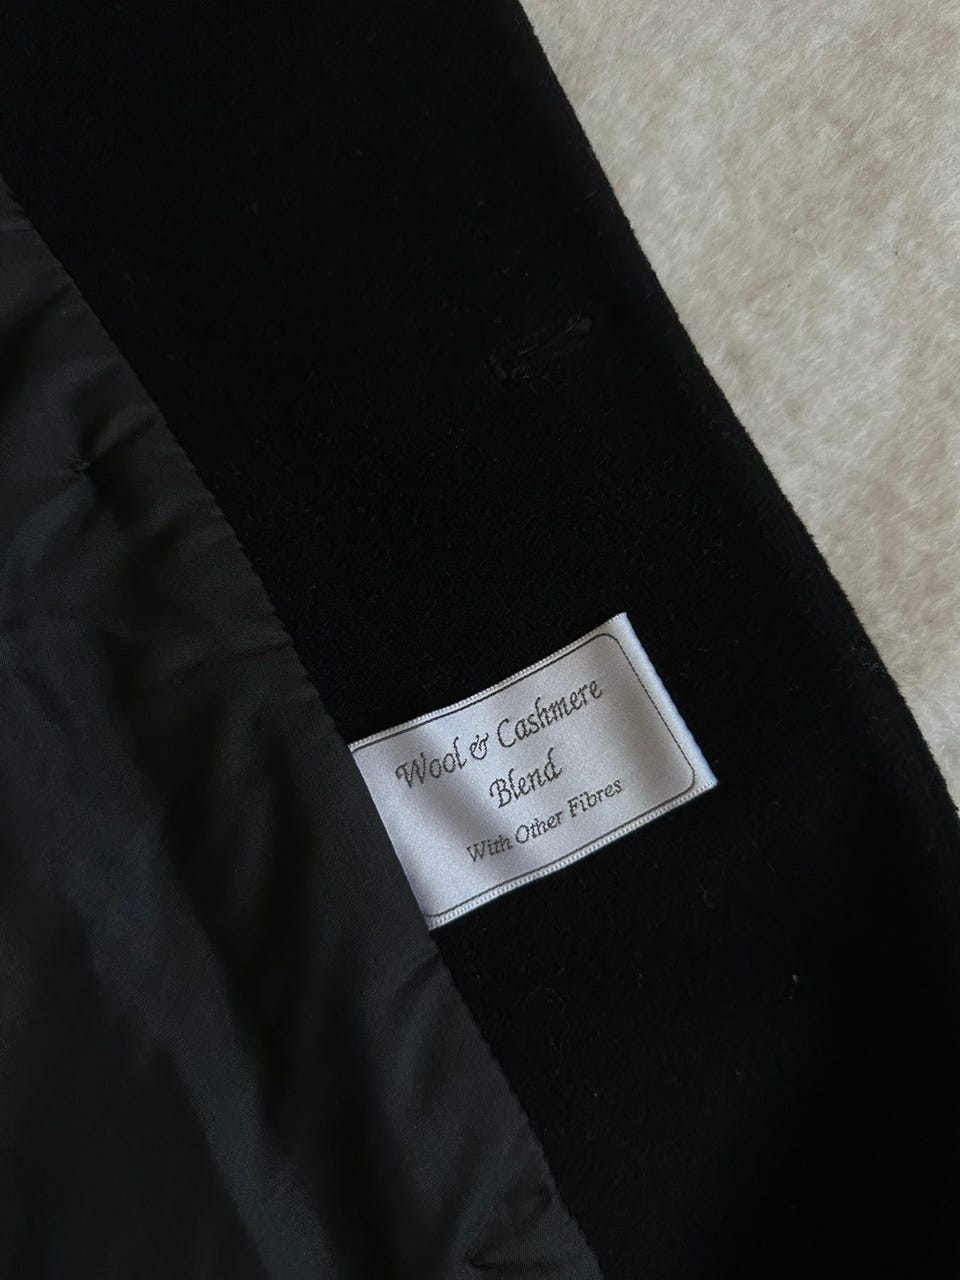 Wool & Cashmere
Blend
With Other Fibres